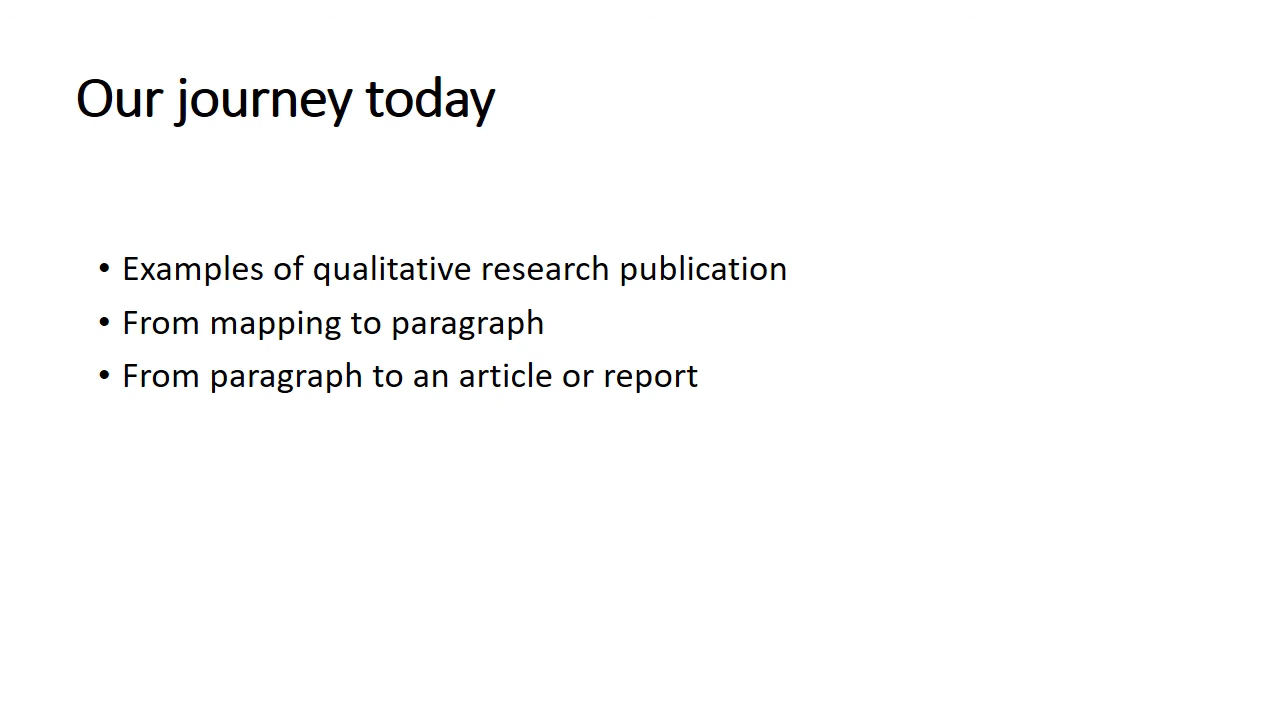 Our journey today
• Examples of qualitative research publication
• From mapping to paragraph
• From paragraph to an article or report